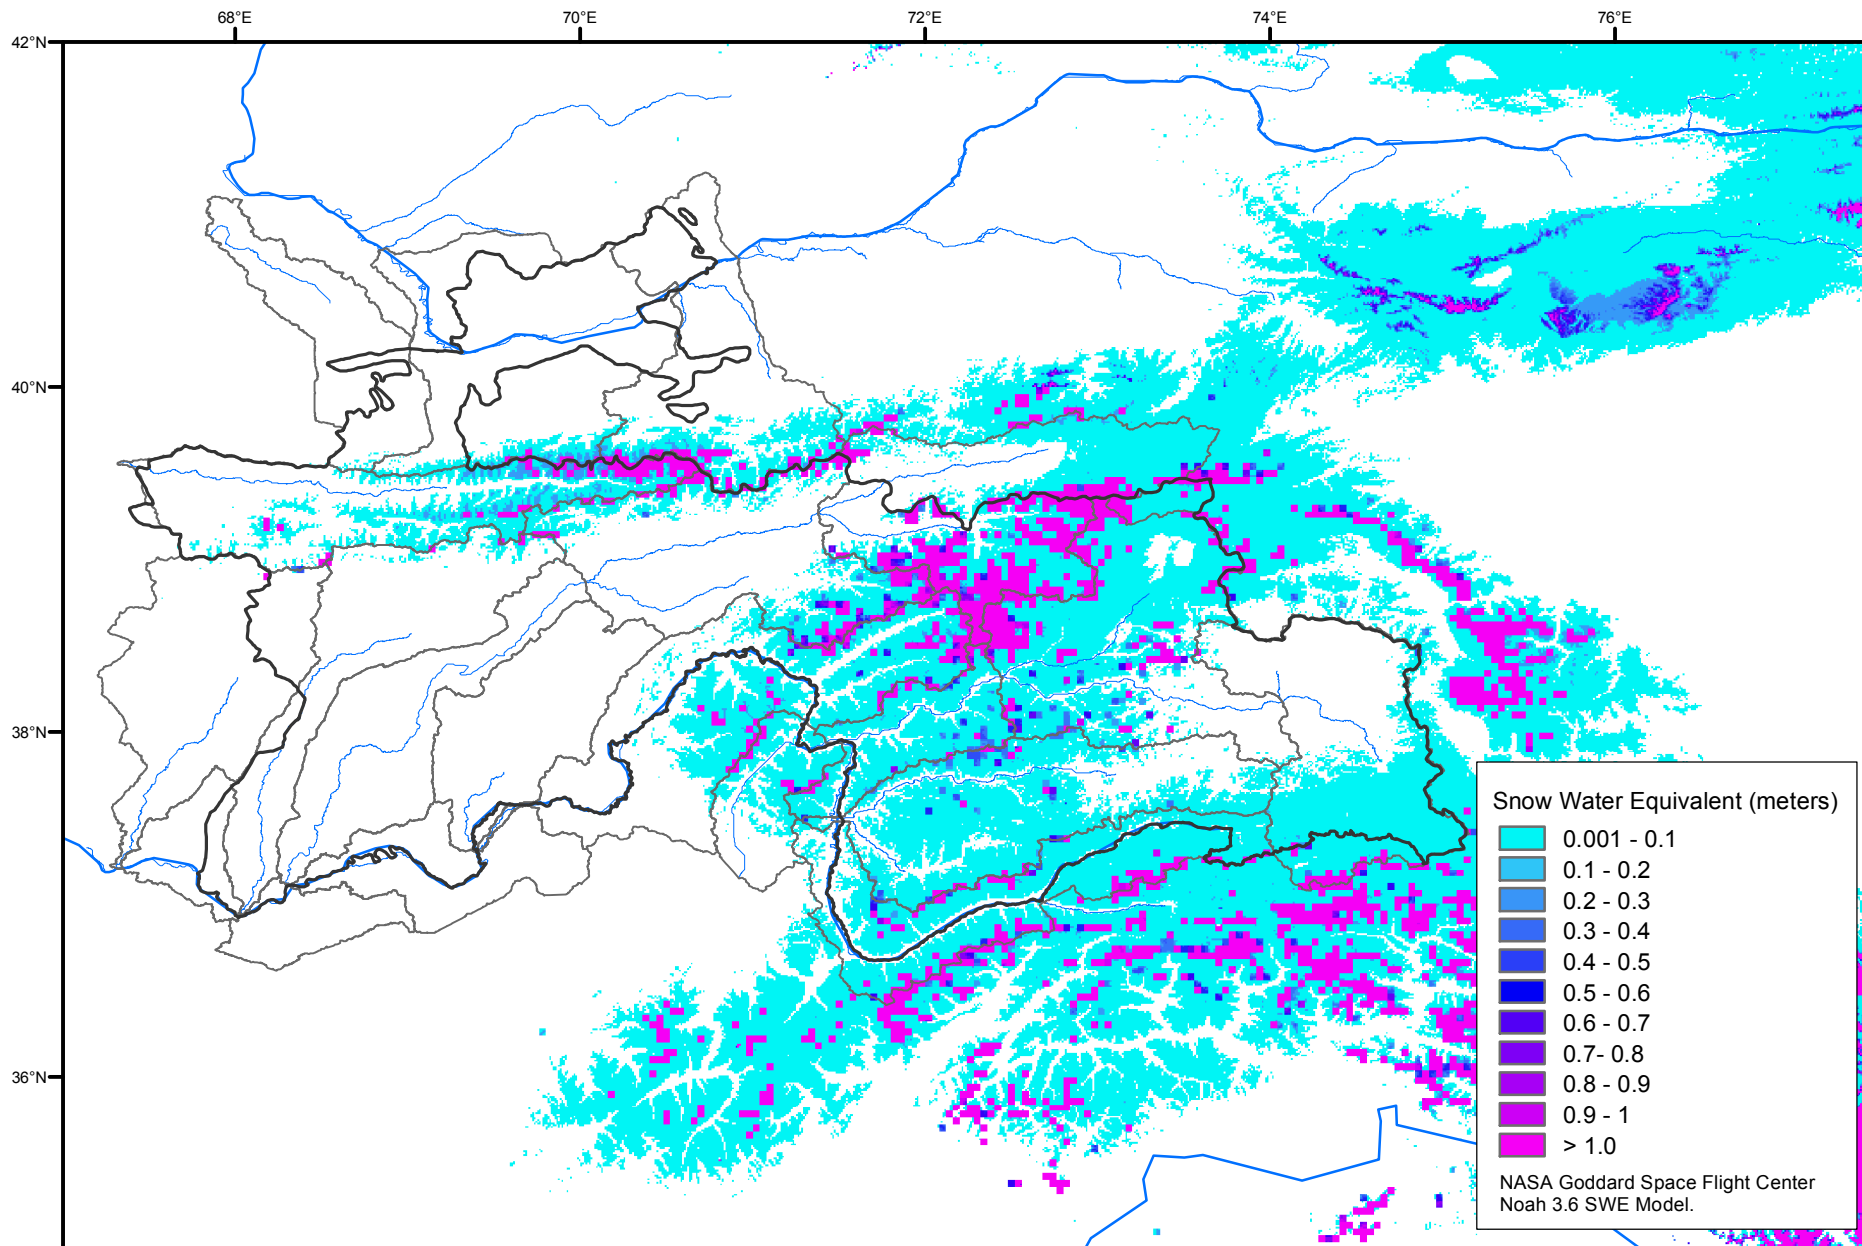 68°E 70°E 72°E 74°E 76°E
42°N
40°N
38°N
36°N
Snow Water Equivalent (meters)
0.001 - 0.1
0.1 - 0.2
0.2 - 0.3
0.3 - 0.4
0.4 - 0.5
0.5 - 0.6
0.6 - 0.7
0.7- 0.8
0.8 - 0.9
0.9 - 1
> 1.0
NASA Goddard Space Flight Center
Noah 3.6 SWE Model.